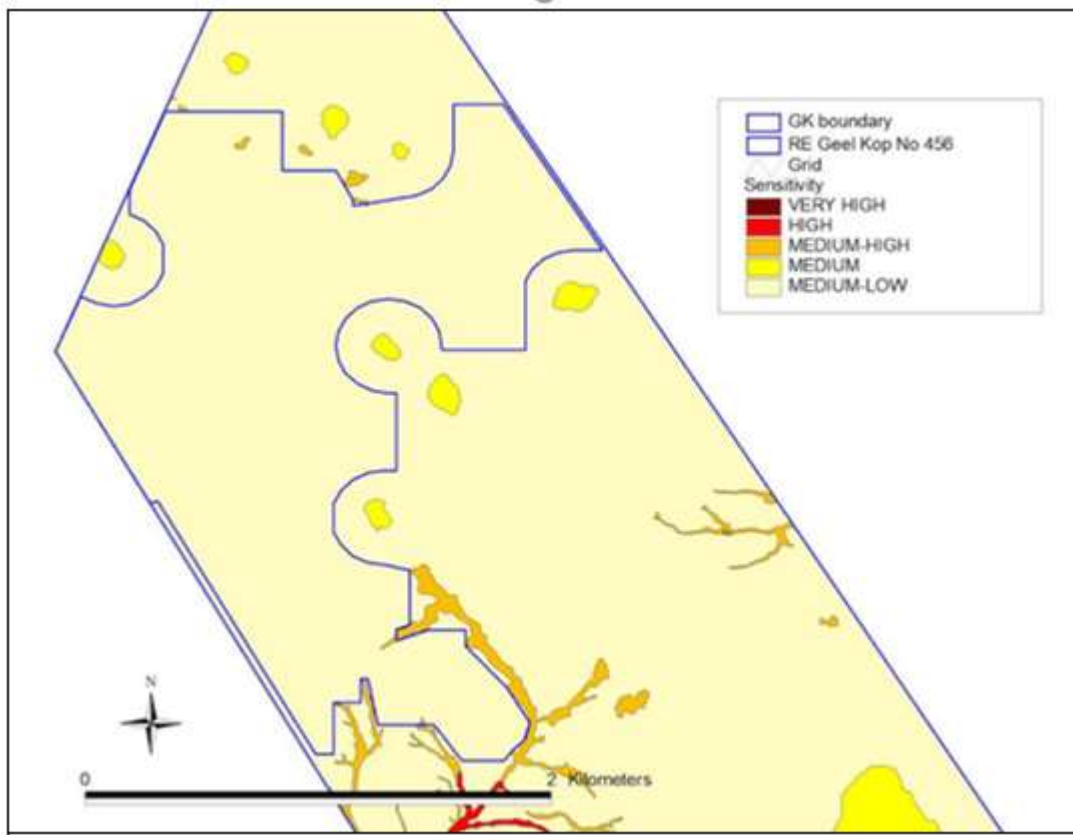 GK boundary
RE Geel Kop No 456
Grid
Sensitivity
VERY HIGH
HIGH
MEDIUM-HIGH
MEDIUM
MEDIUM-LOW
N
0 2 Kilometers